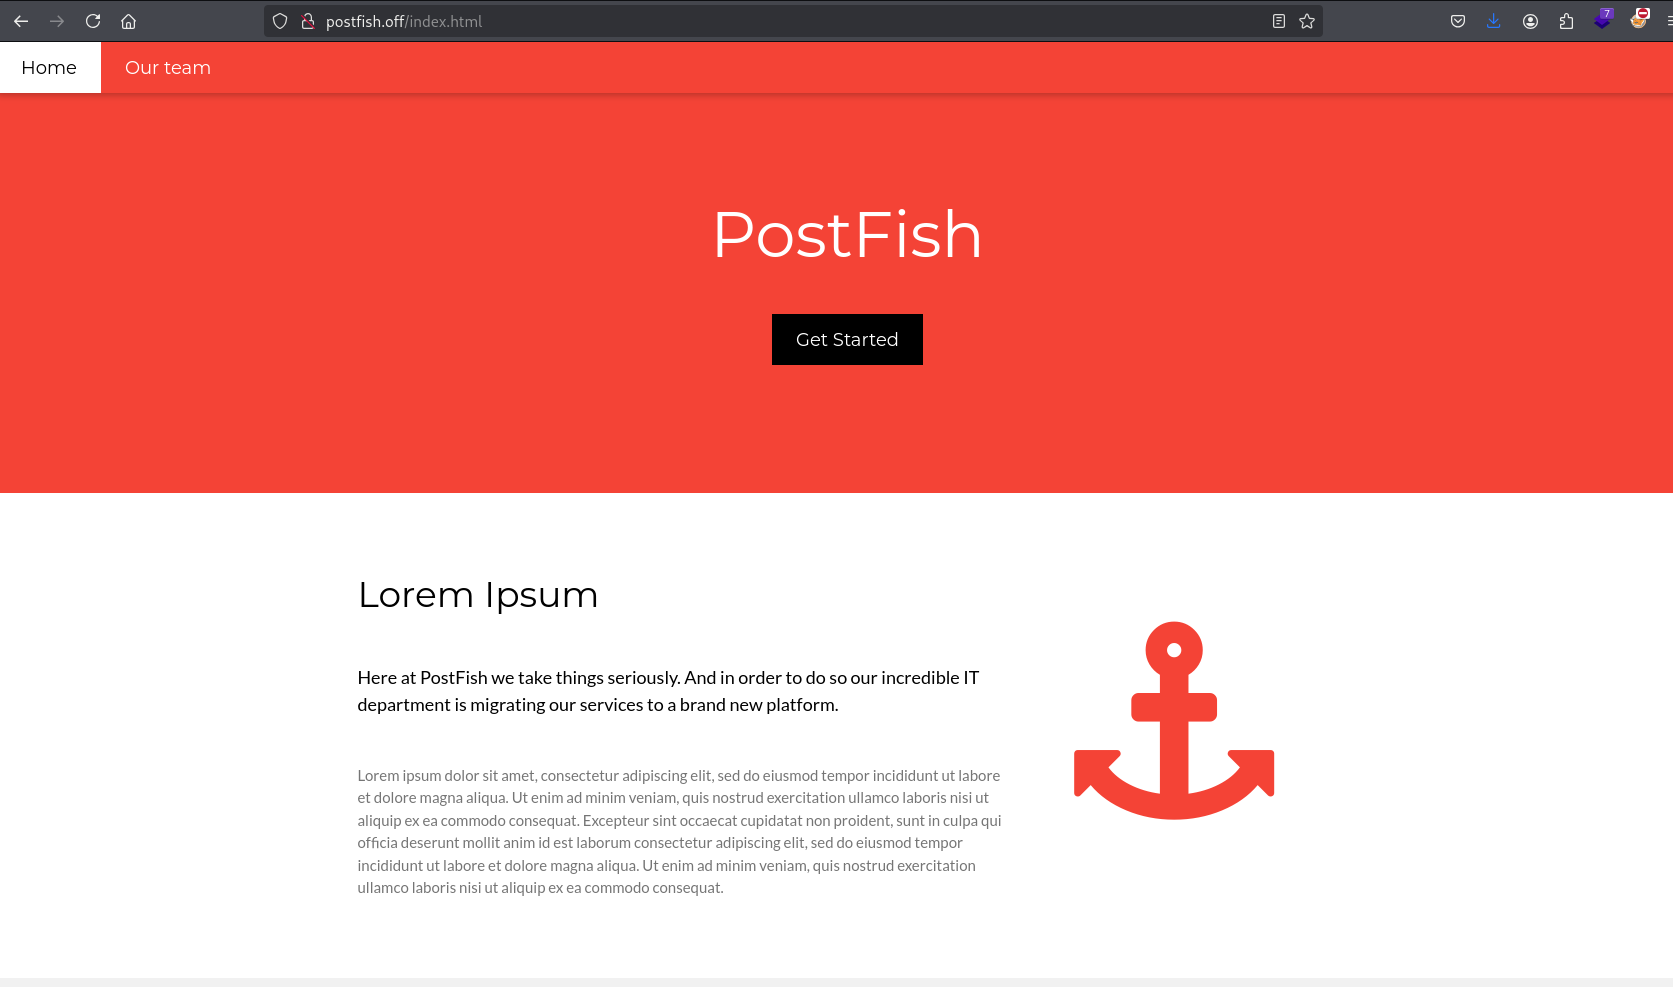 postfish.off/index.html
7
Home
Our team
PostFish
Get Started
Lorem Ipsum
Here at PostFish we take things seriously. And in order to do so our incredible IT
department is migrating our services to a brand new platform.
Lorem ipsum dolor sit amet, consectetur adipiscing elit, sed do eiusmod tempor incididunt ut labore
et dolore magna aliqua. Ut enim ad minim veniam, quis nostrud exercitation ullamco laboris nisi ut
aliquip ex ea commodo consequat. Excepteur sint occaecat cupidatat non proident, sunt in culpa qui
officia deserunt mollit anim id est laborum consectetur adipiscing elit, sed do eiusmod tempor
incididunt ut labore et dolore magna aliqua. Ut enim ad minim veniam, quis nostrud exercitation
ullamco laboris nisi ut aliquip ex ea commodo consequat.